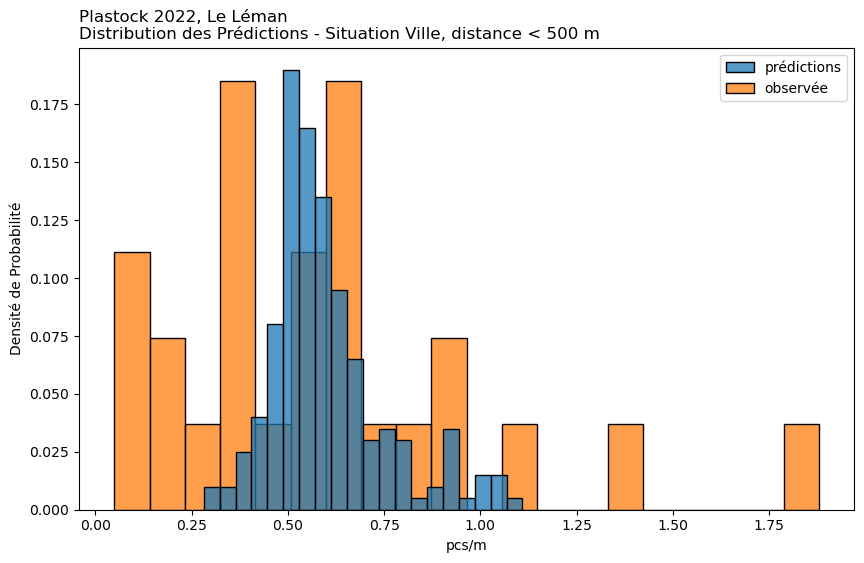 Plastock 2022, Le Léman
Distribution des Prédictions - Situation Ville, distance < 500 m
prédictions
observée
Densité de Probabilité
0.175
0.150
0.125
0.100
0.075
0.050
0.025
0.000
0.00 0.25 0.50 0.75 1.00 1.25 1.50 1.75
pcs/m